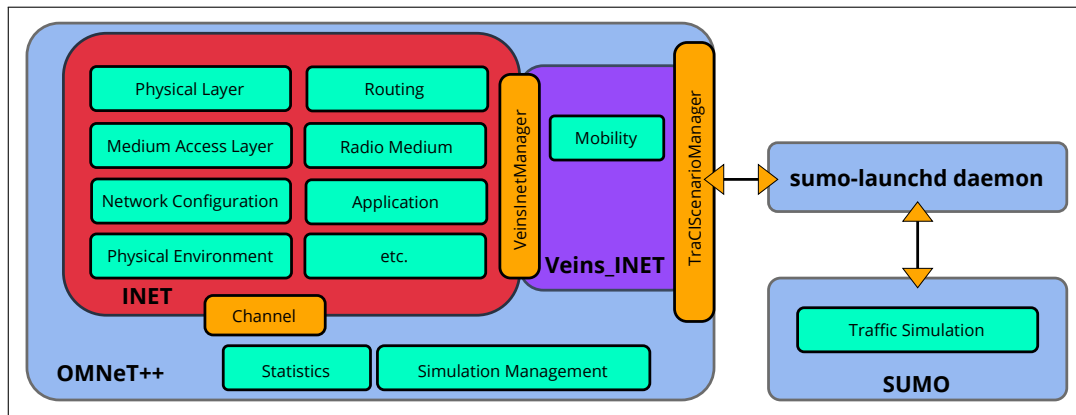 Physical Layer
Routing
Medium Access Layer
Radio Medium
Network Configuration
Application
Physical Environment
etc.
INET
Channel
VeinsInetManager
Mobility
Veins_INET
TraCIScenarioManager
OMNeT++
Statistics
Simulation Management
sumo-launchd daemon
Traffic Simulation
SUMO